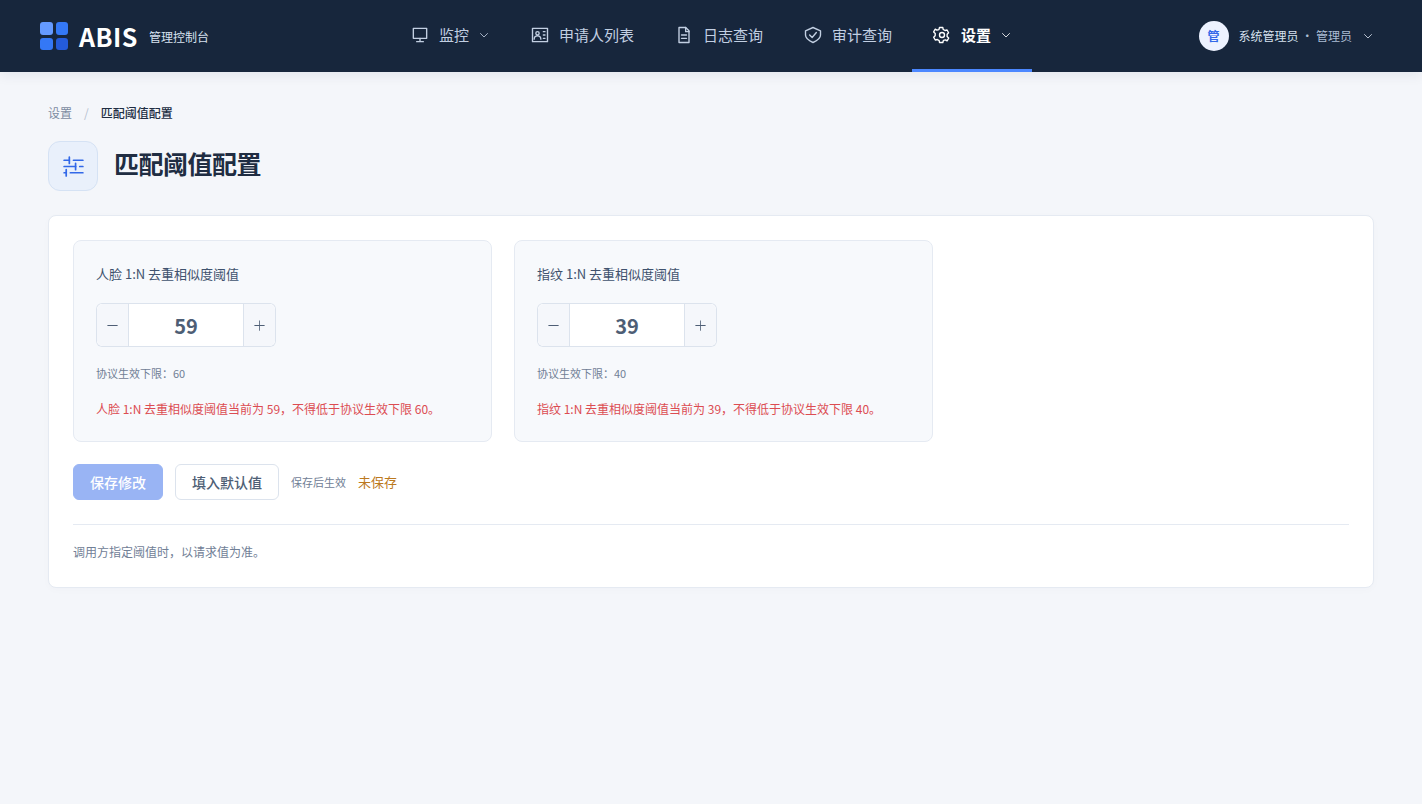 ABIS 管理控制台 监控 申请人列表 日志查询 审计查询 设置 管 系统管理员 · 管理员
设置 / 匹配阈值配置
匹配阈值配置
人脸 1:N 去重相似度阈值
59
协议生效下限：60
人脸 1:N 去重相似度阈值当前为 59，不得低于协议生效下限 60。
指纹 1:N 去重相似度阈值
39
协议生效下限：40
指纹 1:N 去重相似度阈值当前为 39，不得低于协议生效下限 40。
保存修改 填入默认值 保存后生效 未保存
调用方指定阈值时，以请求值为准。